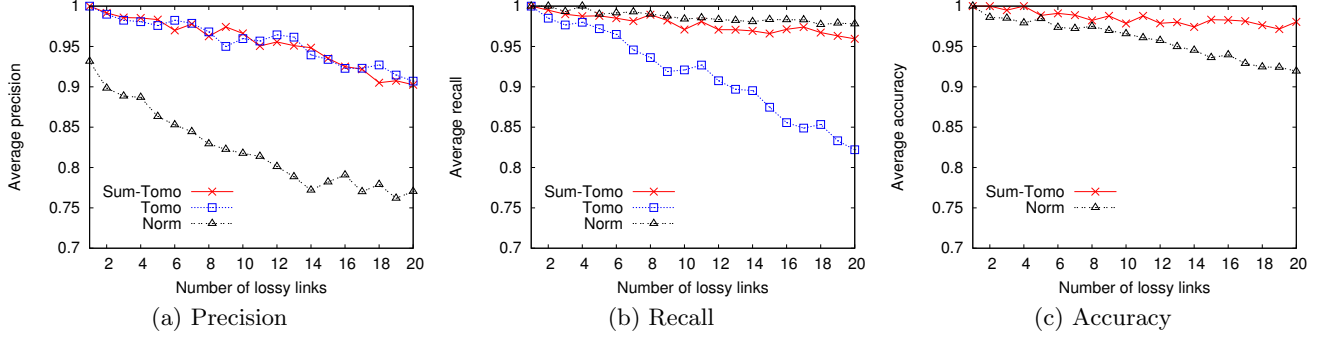 Average precision
1
0.95
0.9
0.85
0.8
0.75
0.7
Sum-Tomo
Tomo
Norm
2 4 6 8 10 12 14 16 18 20
Number of lossy links
(a) Precision
Average recall
1
0.95
0.9
0.85
0.8
0.75
0.7
Sum-Tomo
Tomo
Norm
2 4 6 8 10 12 14 16 18 20
Number of lossy links
(b) Recall
Average accuracy
1
0.95
0.9
0.85
0.8
0.75
0.7
Sum-Tomo
Norm
2 4 6 8 10 12 14 16 18 20
Number of lossy links
(c) Accuracy